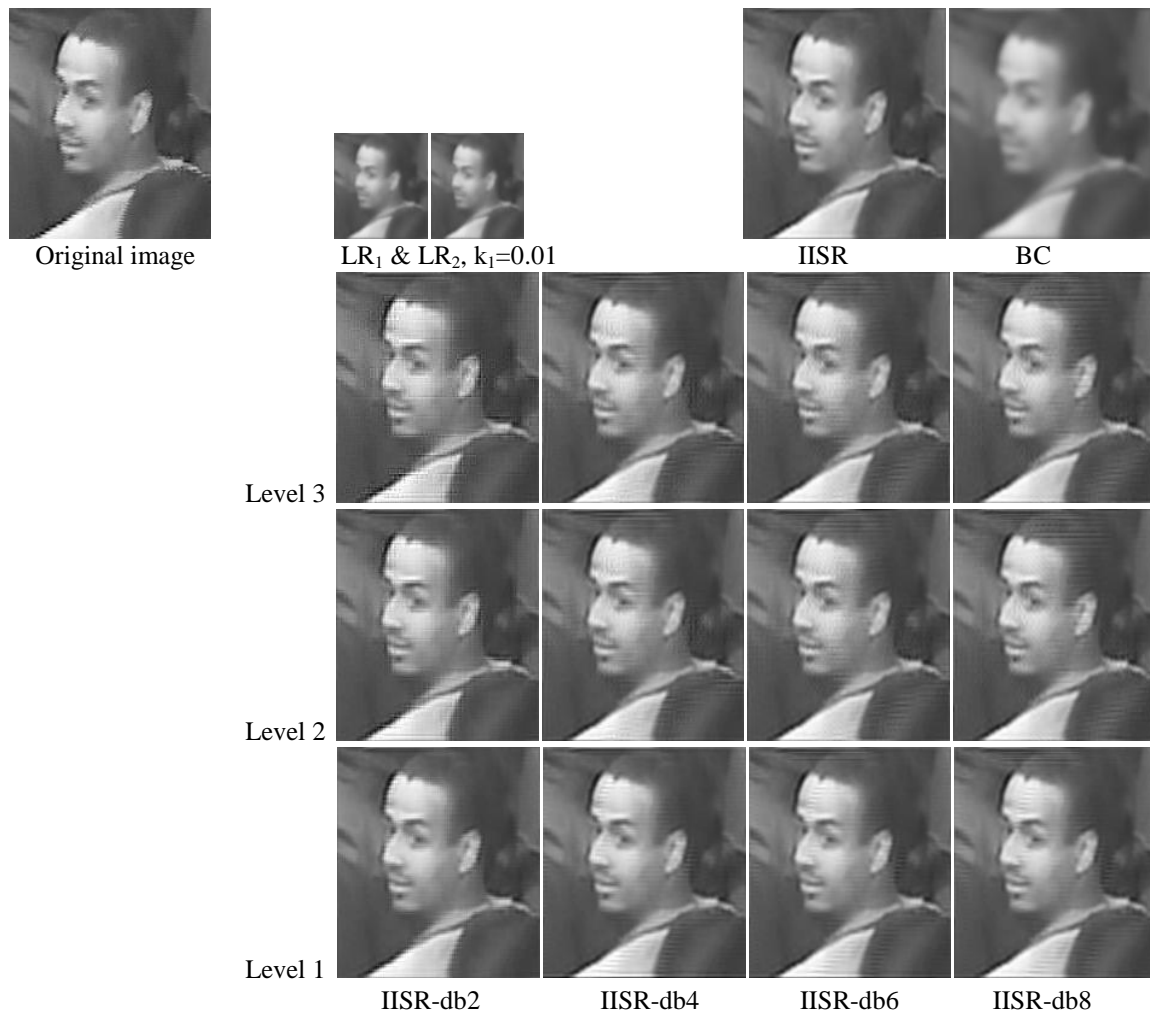 Original image
LR₁ & LR₂, k₁=0.01
IISR
BC
Level 3
Level 2
Level 1
IISR-db2
IISR-db4
IISR-db6
IISR-db8